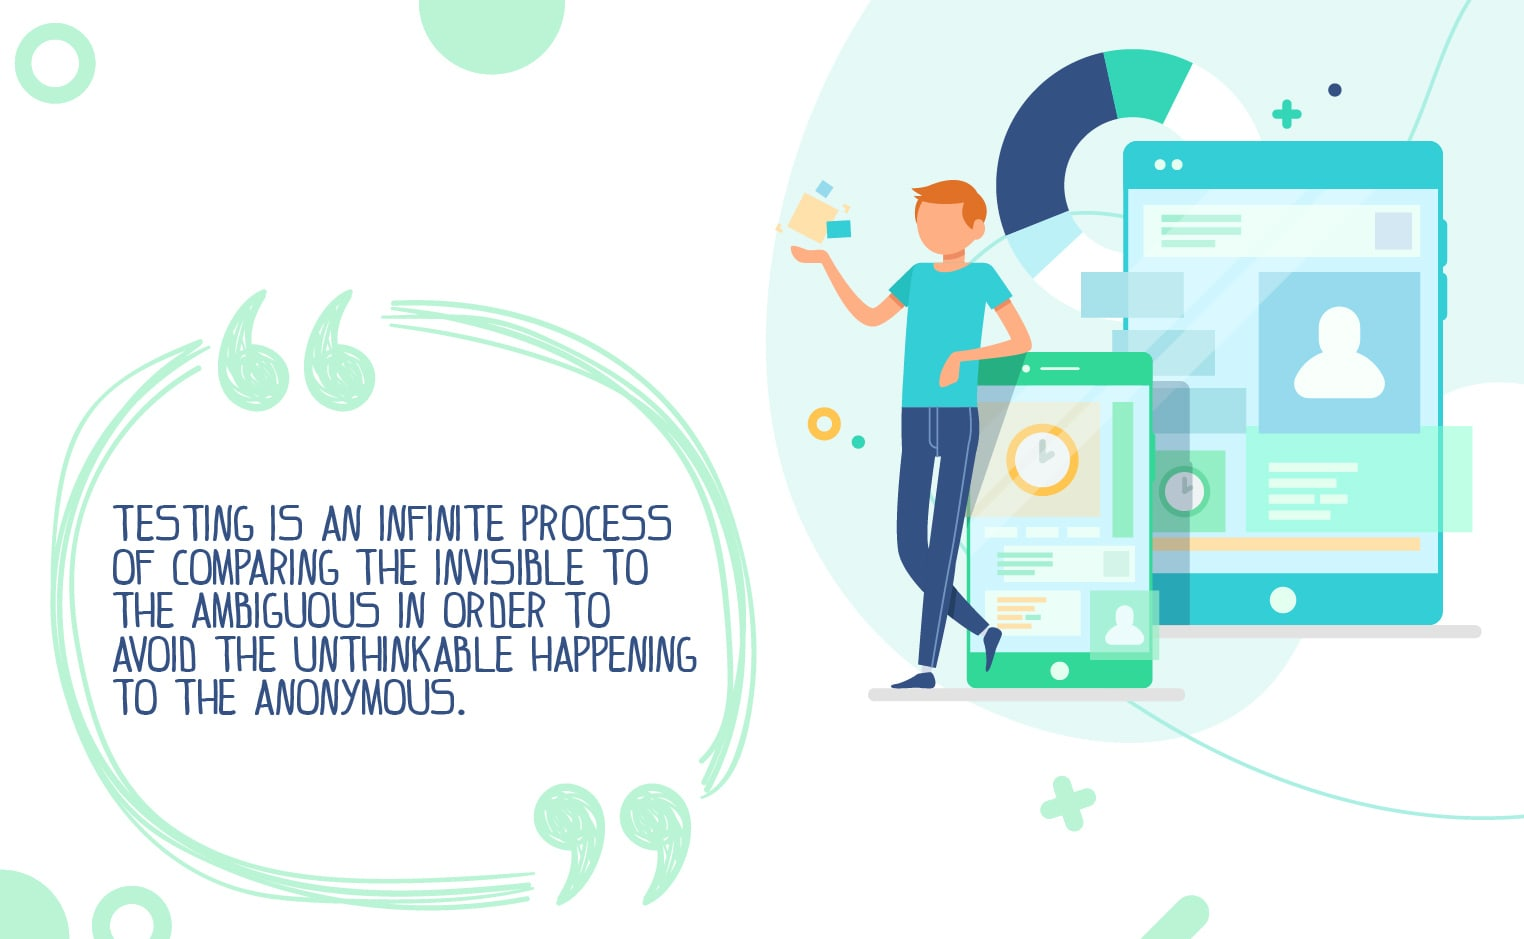 TESTING IS AN INFINITE PROCESS
OF COMPARING THE INVISIBLE TO
THE AMBIGUOUS IN ORDER TO
AVOID THE UNTHINKABLE HAPPENING
TO THE ANONYMOUS.